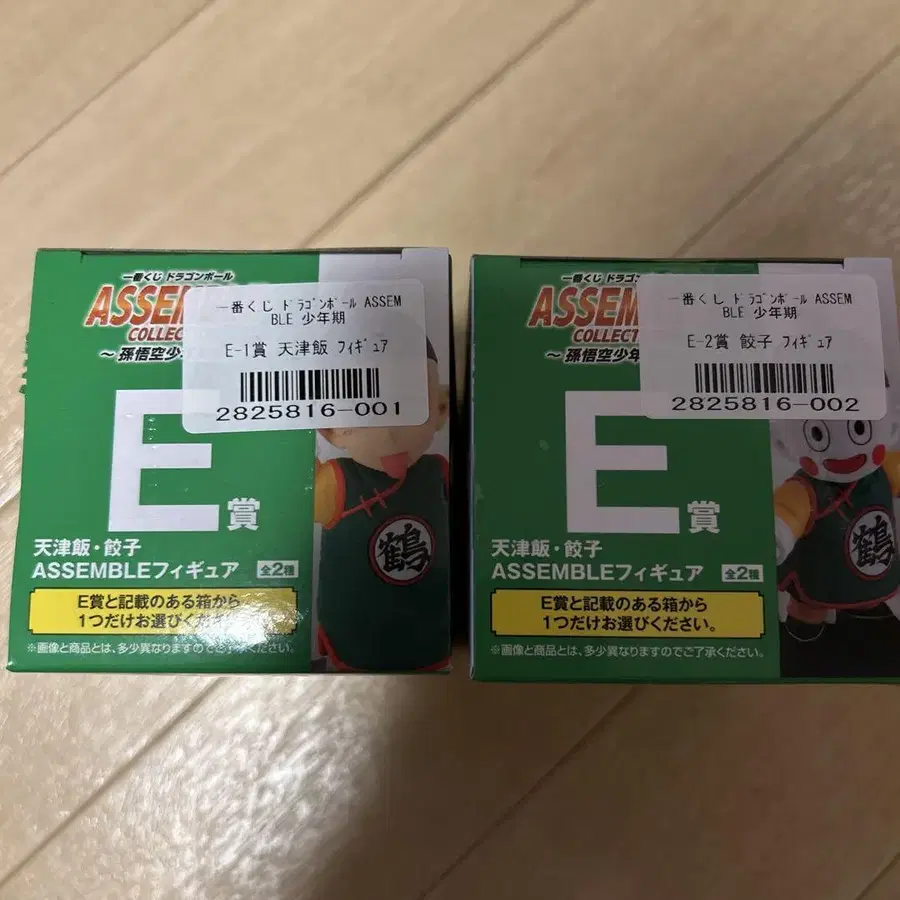 一番くじ ドラゴンボール
ASSEM
COLLECT
～孫悟空少
一番くじ ﾄﾞﾗｺﾞﾝﾎﾞｰﾙ ASSEM
BLE 少年期
E-1賞 天津飯 ﾌｨｷﾞｭｱ
2825816-001
E賞
天津飯・餃子
ASSEMBLEフィギュア 全2種
E賞と記載のある箱から
1つだけお選びください。
※画像と商品とは、多少異なりますのでご了承ください。
鶴
一番くじ ドラゴンボ
ASSE
COLLE
～孫悟空少年
一番くじ ﾄﾞﾗｺﾞﾝﾎﾞｰﾙ ASSEM
BLE 少年期
E-2賞 餃子 ﾌｨｷﾞｭｱ
2825816-002
E賞
天津飯・餃子
ASSEMBLEフィギュア 全2種
E賞と記載のある箱から
1つだけお選びください。
※画像と商品とは、多少異なりますのでご了承ください。
鶴